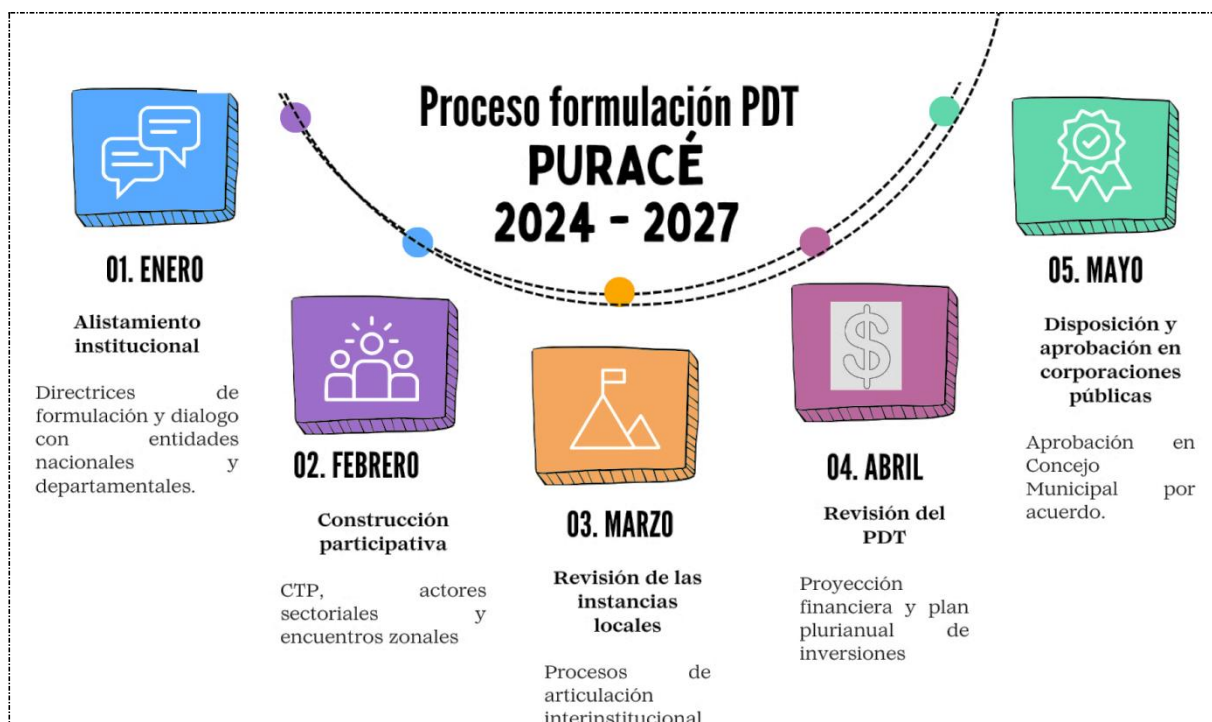 Proceso formulación PDT
PURACÉ
2024 - 2027
01. ENERO
Alistamiento
institucional
Directrices de
formulación y dialogo
con entidades
nacionales y
departamentales.
02. FEBRERO
Construcción
participativa
CTP, actores
sectoriales y
encuentros zonales
03. MARZO
Revisión de las
instancias
locales
Procesos de
articulación
interinstitucional
04. ABRIL
Revisión del
PDT
Proyección
financiera y plan
plurianual de
inversiones
05. MAYO
Disposición y
aprobación en
corporaciones
públicas
Aprobación en
Concejo
Municipal por
acuerdo.